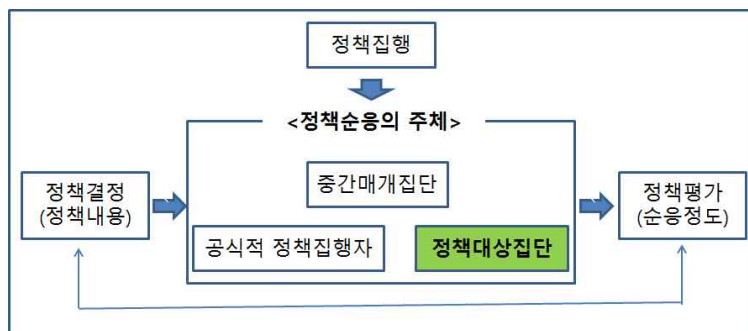 정책집행
<정책순응의 주체>
중간매개집단
정책결정
(정책내용)
정책평가
(순응정도)
공식적 정책집행자
정책대상집단